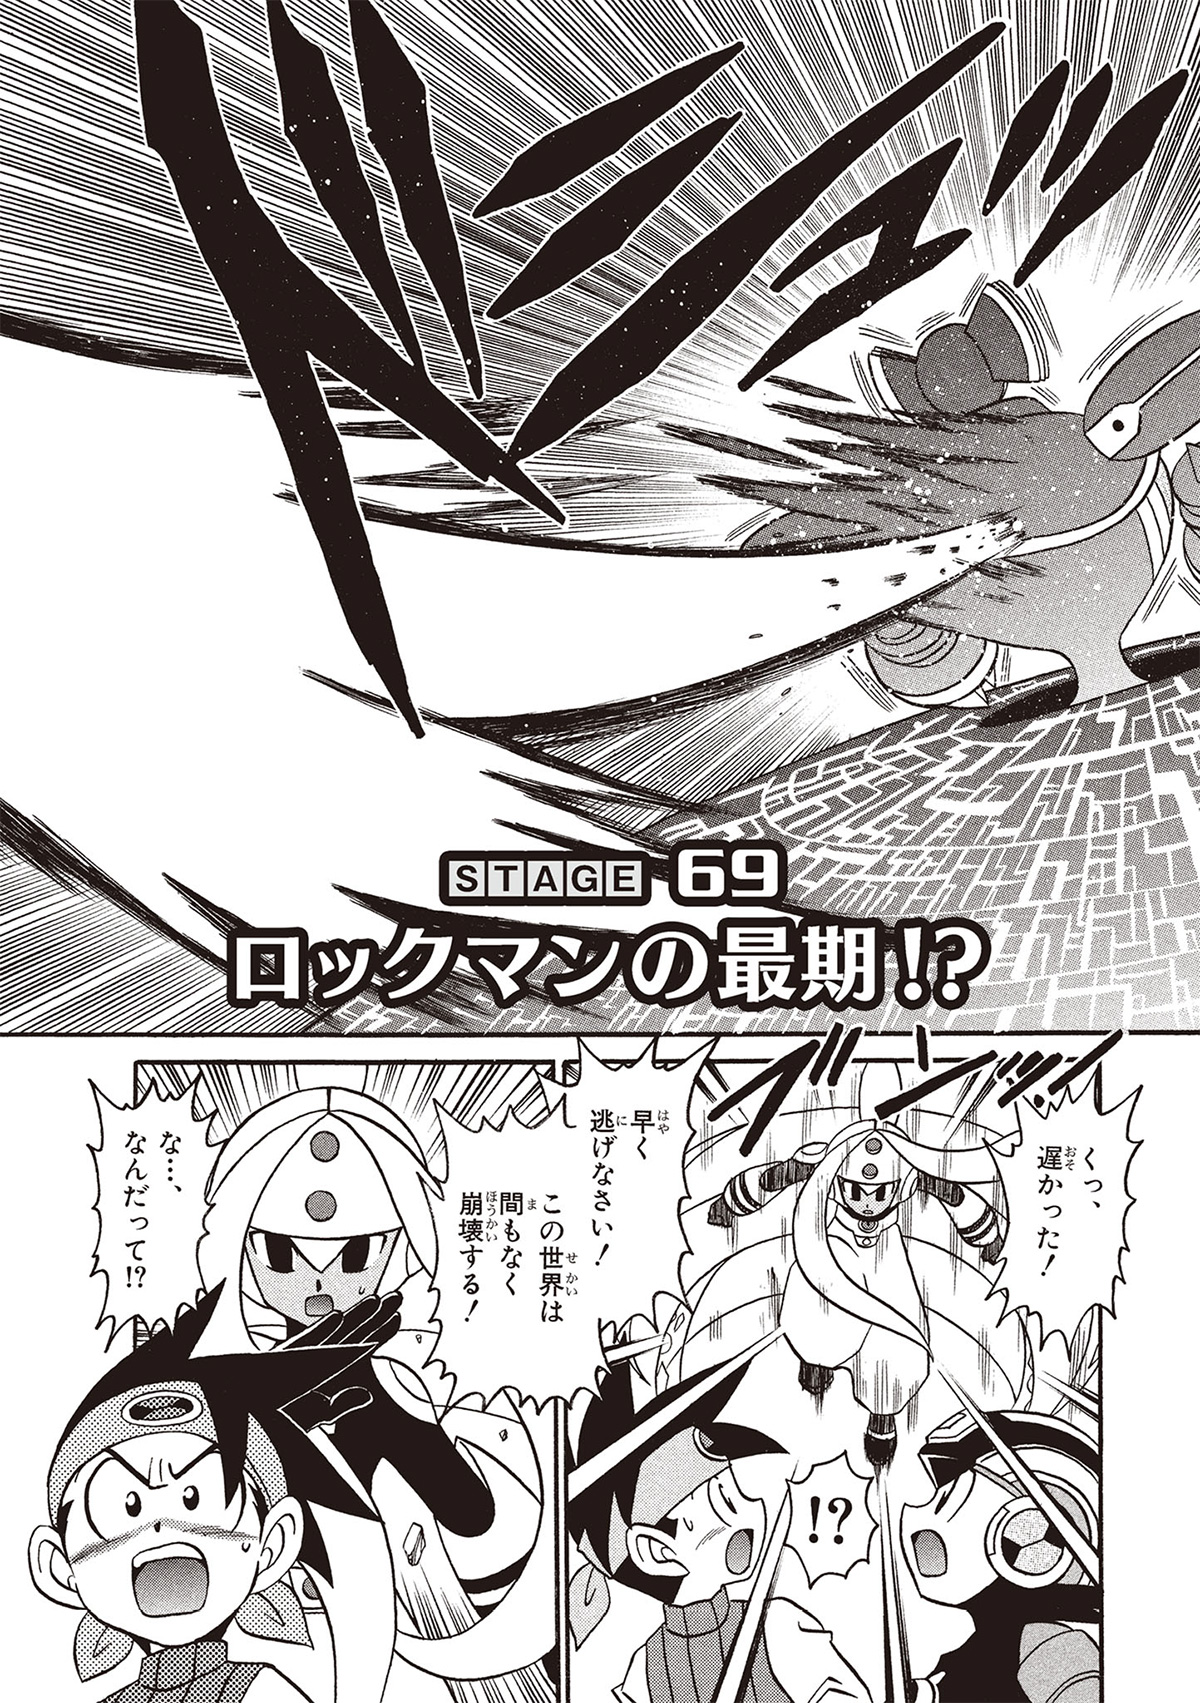 ドシュッ
STAGE 69
ロックマンの最期!?
ブンッ
くっ、
遅かった!
!?
早く
逃げなさい!
この世界は
間もなく
崩壊する!
な…、
なんだって!?